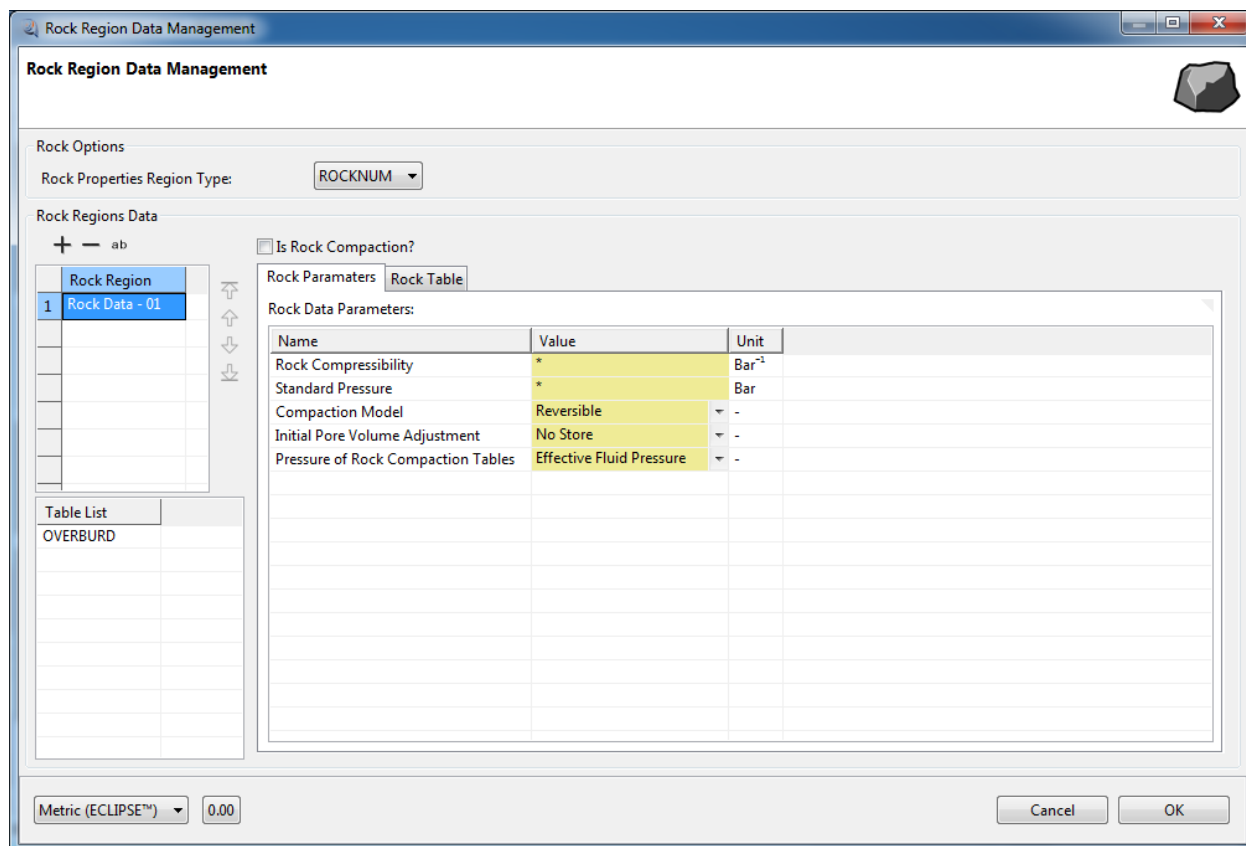 Rock Region Data Management
Rock Region Data Management
Rock Options
Rock Properties Region Type: ROCKNUM
Rock Regions Data
ab
Is Rock Compaction?
Rock Region
1 Rock Data - 01
Rock Paramaters Rock Table
Rock Data Parameters:
Name Value Unit
Rock Compressibility * Bar⁻¹
Standard Pressure * Bar
Compaction Model Reversible -
Initial Pore Volume Adjustment No Store -
Pressure of Rock Compaction Tables Effective Fluid Pressure -
Table List
OVERBURD
Metric (ECLIPSE™) 0.00 Cancel OK